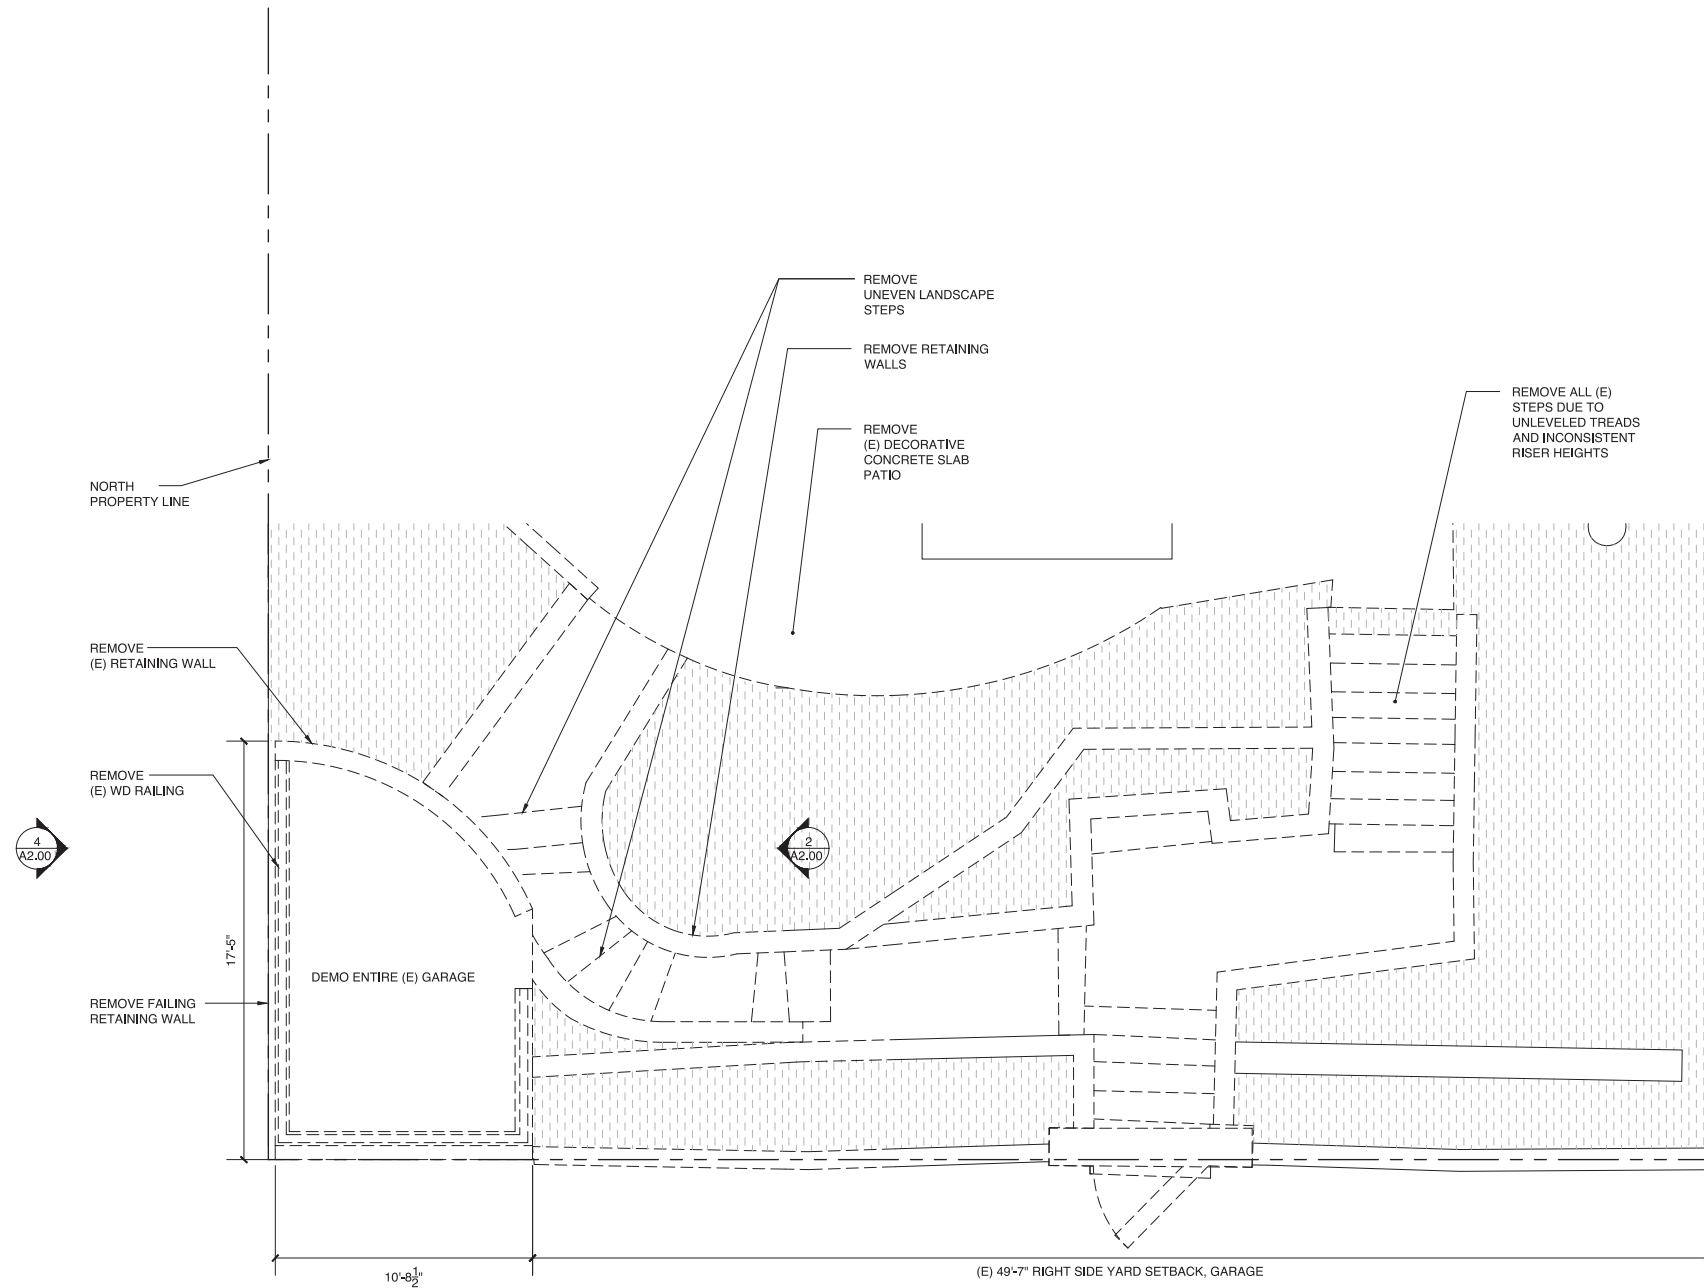 REMOVE
UNEVEN LANDSCAPE
STEPS
REMOVE RETAINING
WALLS
REMOVE
(E) DECORATIVE
CONCRETE SLAB
PATIO
REMOVE ALL (E)
STEPS DUE TO
UNLEVELED TREADS
AND INCONSISTENT
RISER HEIGHTS
NORTH
PROPERTY LINE
REMOVE
(E) RETAINING WALL
REMOVE
(E) WD RAILING
4
A2.00
2
A2.00
17'-5"
DEMO ENTIRE (E) GARAGE
REMOVE FAILING
RETAINING WALL
10'-8 1/2"
(E) 49'-7" RIGHT SIDE YARD SETBACK, GARAGE